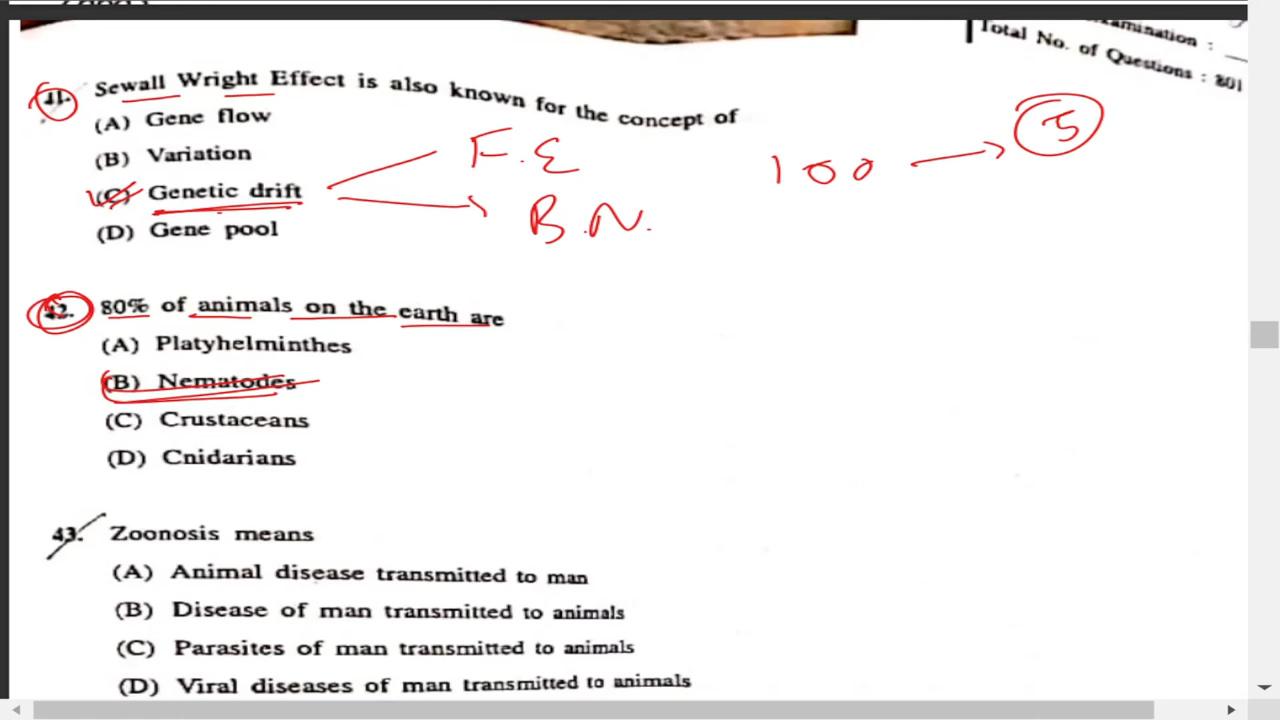 amination :
Total No. of Questions : 801
41. Sewall Wright Effect is also known for the concept of
(A) Gene flow
(B) Variation
(C) Genetic drift
(D) Gene pool
F.E
B.N.
100 → 5
42. 80% of animals on the earth are
(A) Platyhelminthes
(B) Nematodes
(C) Crustaceans
(D) Cnidarians
43. Zoonosis means
(A) Animal disease transmitted to man
(B) Disease of man transmitted to animals
(C) Parasites of man transmitted to animals
(D) Viral diseases of man transmitted to animals